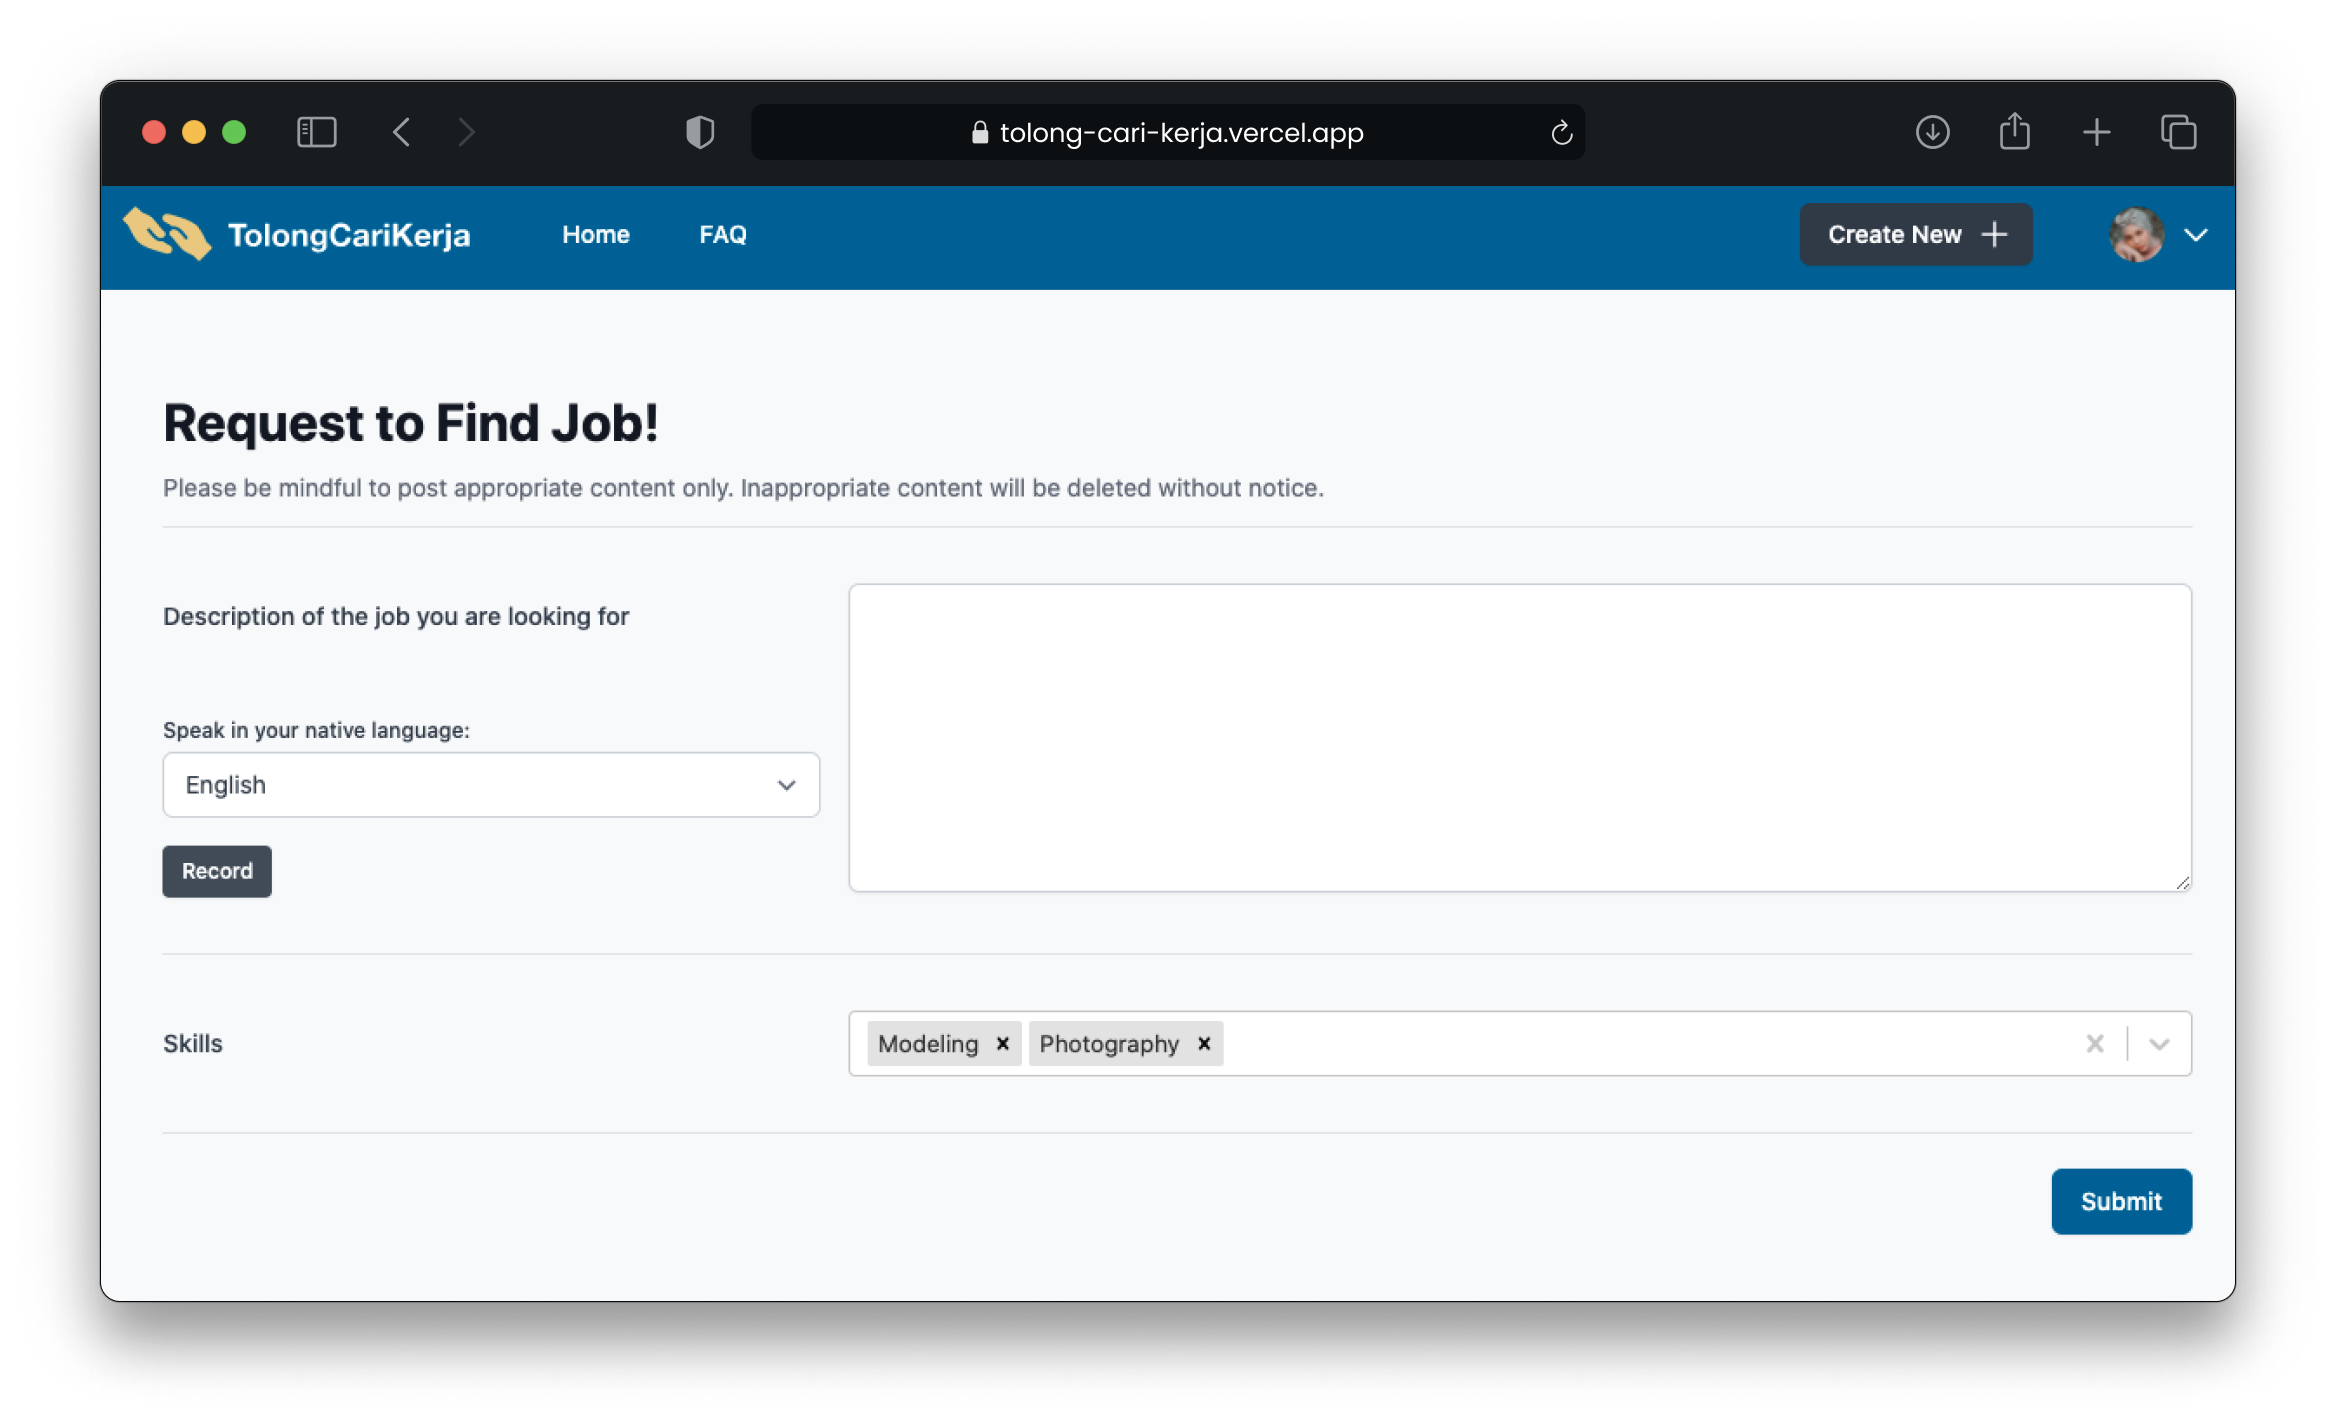 tolong-cari-kerja.vercel.app
TolongCariKerja Home FAQ Create New
Request to Find Job!
Please be mindful to post appropriate content only. Inappropriate content will be deleted without notice.
Description of the job you are looking for
Speak in your native language:
English
Record
Skills Modeling Photography
Submit